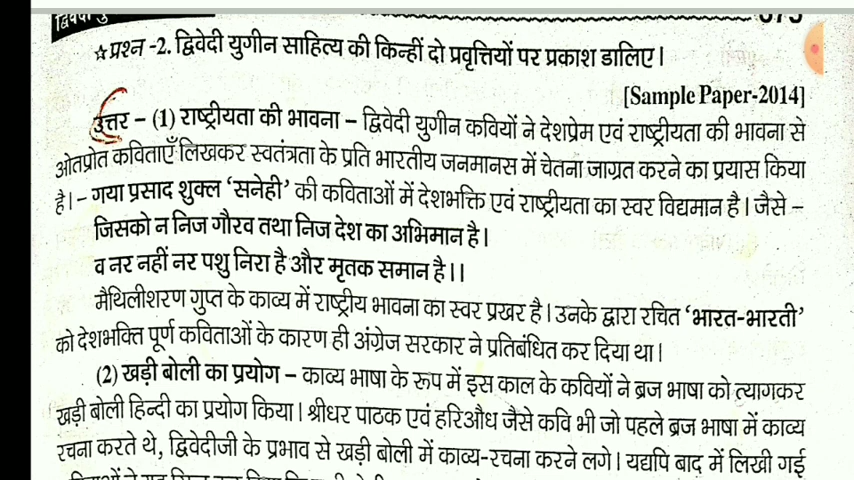 द्विवेदी यु
☆ प्रश्न -2. द्विवेदी युगीन साहित्य की किन्हीं दो प्रवृत्तियों पर प्रकाश डालिए।
[Sample Paper-2014]
उत्तर – (1) राष्ट्रीयता की भावना – द्विवेदी युगीन कवियों ने देशप्रेम एवं राष्ट्रीयता की भावना से
ओतप्रोत कविताएँ लिखकर स्वतंत्रता के प्रति भारतीय जनमानस में चेतना जाग्रत करने का प्रयास किया
है। – गया प्रसाद शुक्ल 'सनेही' की कविताओं में देशभक्ति एवं राष्ट्रीयता का स्वर विद्यमान है। जैसे –
जिसको न निज गौरव तथा निज देश का अभिमान है।
व नर नहीं नर पशु निरा है और मृतक समान है।।
मैथिलीशरण गुप्त के काव्य में राष्ट्रीय भावना का स्वर प्रखर है। उनके द्वारा रचित 'भारत-भारती'
को देशभक्ति पूर्ण कविताओं के कारण ही अंग्रेज सरकार ने प्रतिबंधित कर दिया था।
(2) खड़ी बोली का प्रयोग – काव्य भाषा के रूप में इस काल के कवियों ने ब्रज भाषा को त्यागकर
खड़ी बोली हिन्दी का प्रयोग किया। श्रीधर पाठक एवं हरिऔध जैसे कवि भी जो पहले ब्रज भाषा में काव्य
रचना करते थे, द्विवेदीजी के प्रभाव से खड़ी बोली में काव्य-रचना करने लगे। यद्यपि बाद में लिखी गई